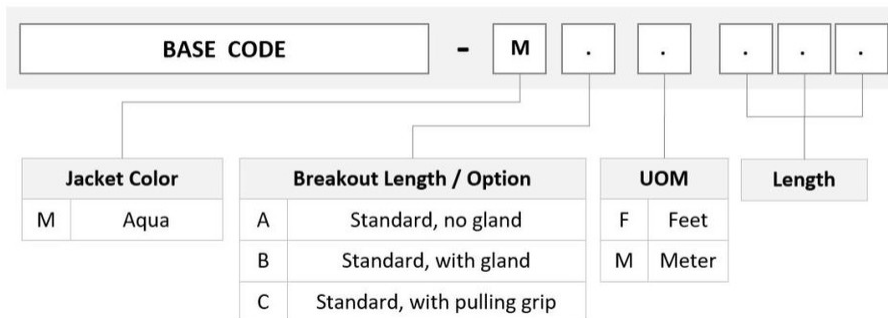 BASE CODE - M . . . . .
Jacket Color
M Aqua
Breakout Length / Option
A Standard, no gland
B Standard, with gland
C Standard, with pulling grip
UOM
F Feet
M Meter
Length